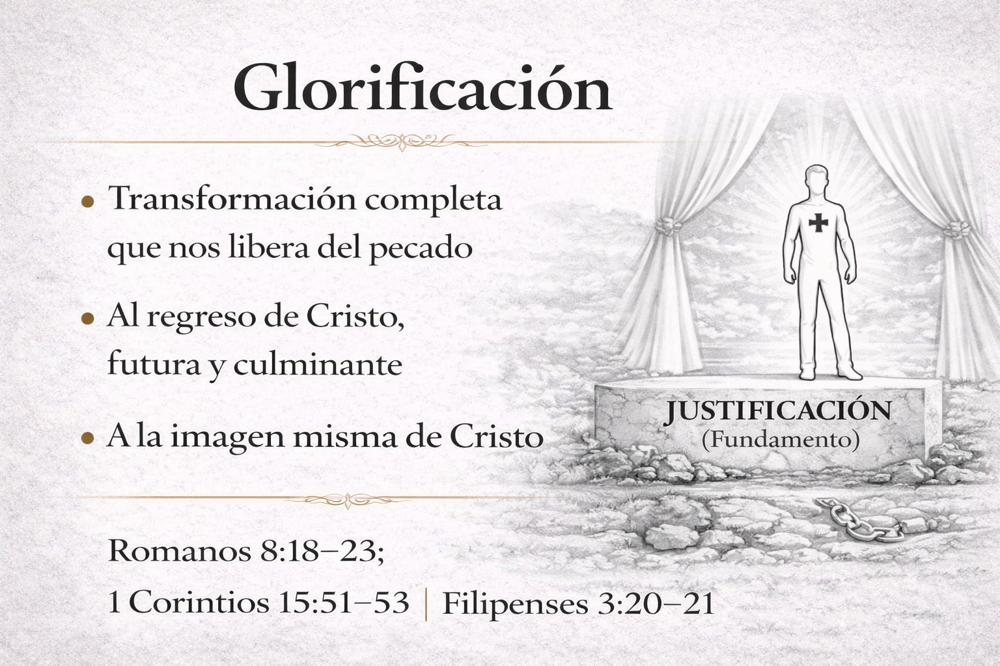 Glorificación
• Transformación completa
que nos libera del pecado
• Al regreso de Cristo,
futura y culminante
• A la imagen misma de Cristo
JUSTIFICACIÓN
(Fundamento)
Romanos 8:18–23;
1 Corintios 15:51–53 | Filipenses 3:20–21